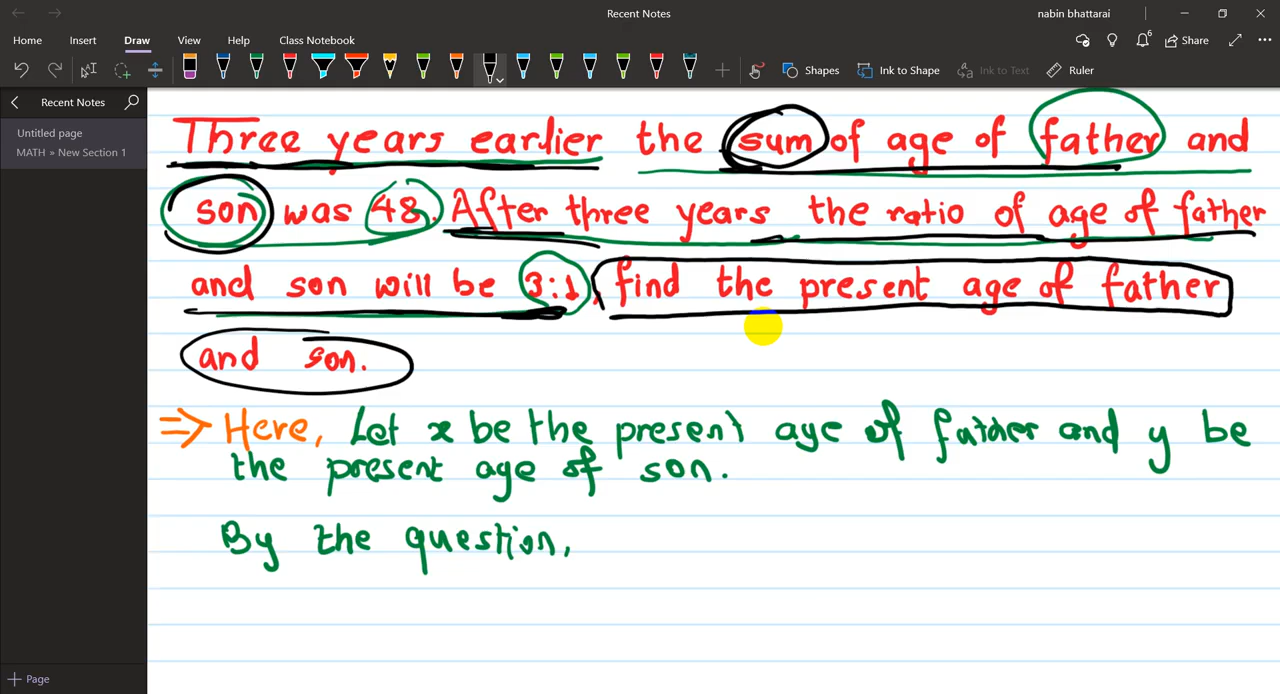 Recent Notes
nabin bhattarai
Home Insert Draw View Help Class Notebook
6
Share
Shapes Ink to Shape Ink to Text Ruler
Recent Notes
Untitled page
MATH » New Section 1
Three years earlier the sum of age of father and
son was 48. After three years the ratio of age of father
and son will be 3:1, find the present age of father
and son.
⇒ Here, Let x be the present age of father and y be
the present age of son.
By the question,
+ Page